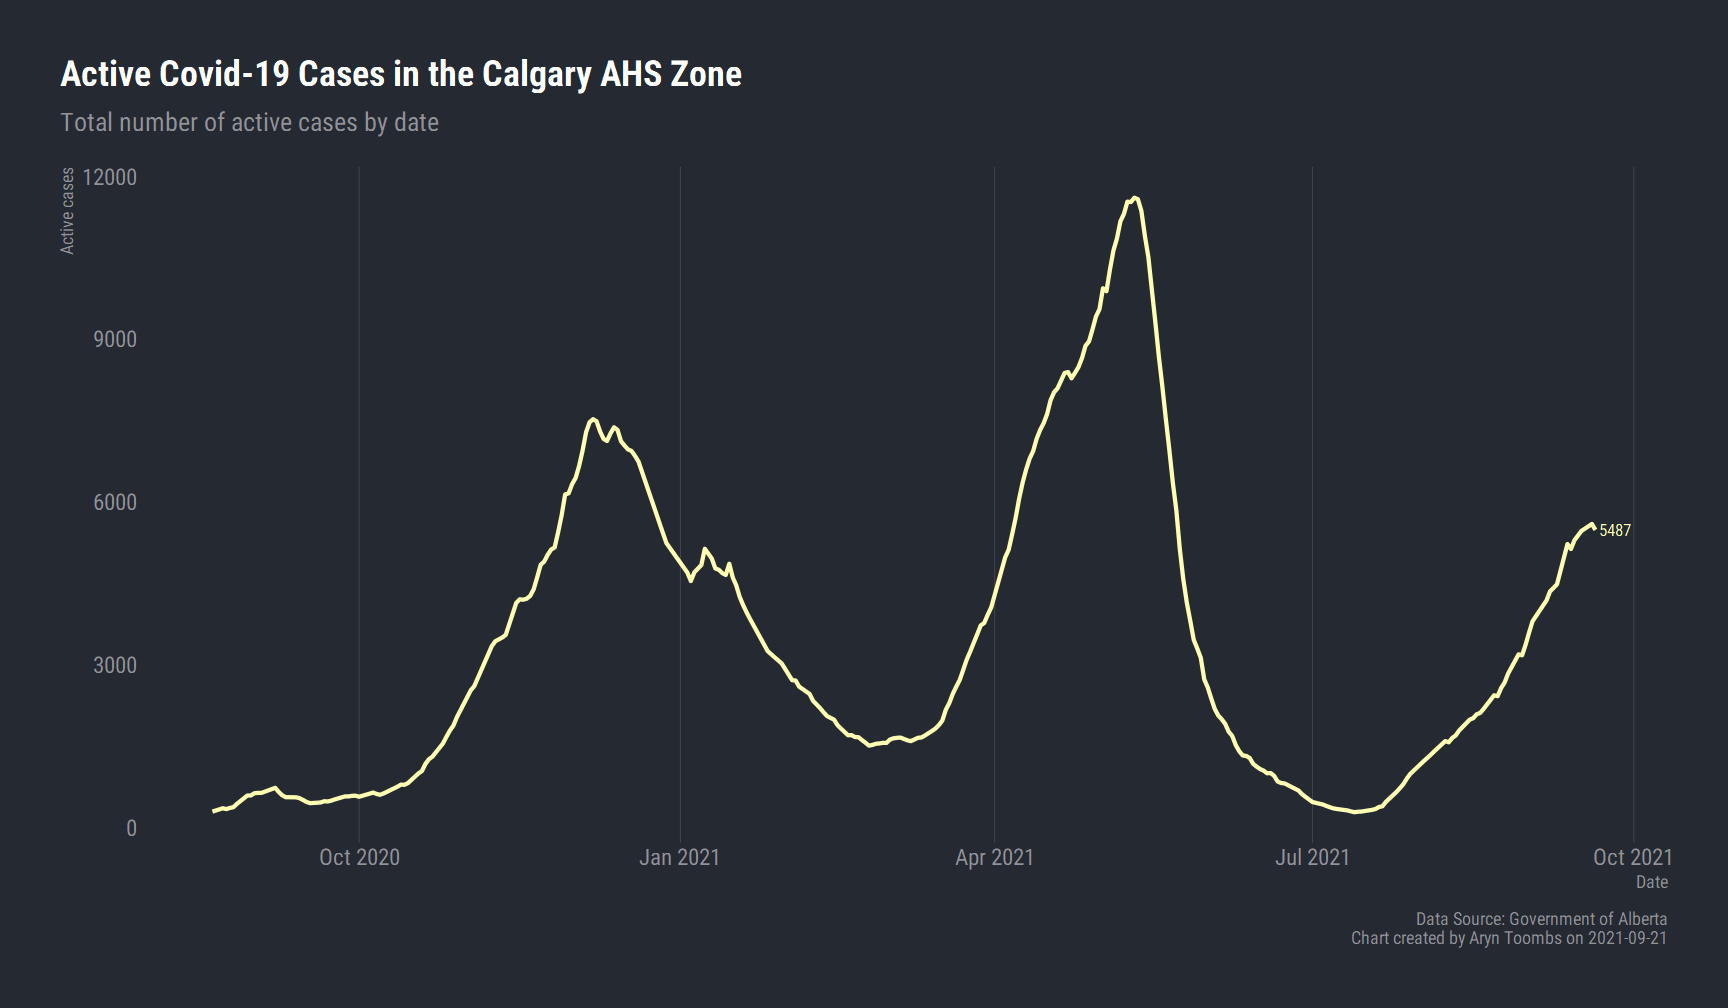 Active Covid-19 Cases in the Calgary AHS Zone
Total number of active cases by date
Active cases
12000
9000
6000
3000
0
5487
Oct 2020
Jan 2021
Apr 2021
Jul 2021
Oct 2021
Date
Data Source: Government of Alberta
Chart created by Aryn Toombs on 2021-09-21